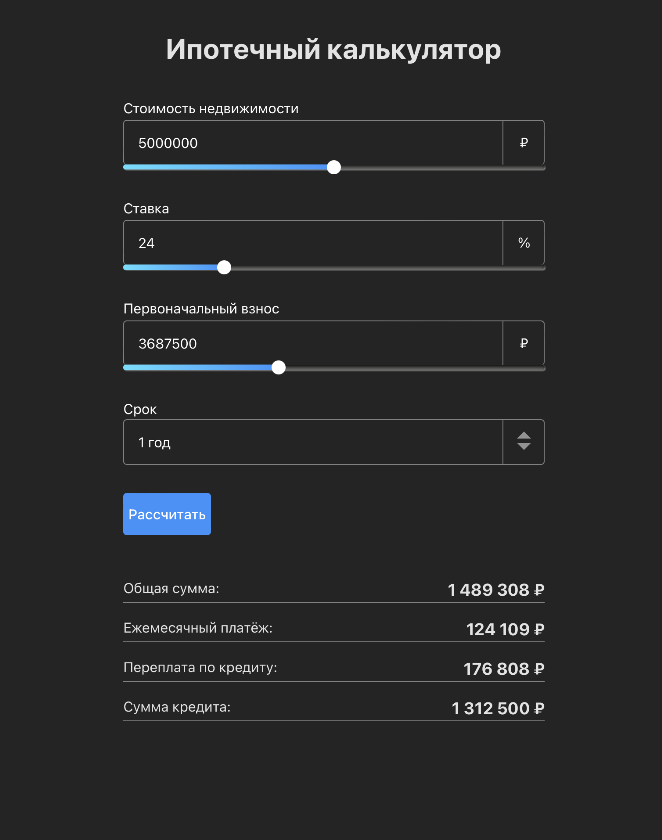 Ипотечный калькулятор
Стоимость недвижимости
5000000 ₽
Ставка
24 %
Первоначальный взнос
3687500 ₽
Срок
1 год
Рассчитать
Общая сумма: 1 489 308 ₽
Ежемесячный платёж: 124 109 ₽
Переплата по кредиту: 176 808 ₽
Сумма кредита: 1 312 500 ₽